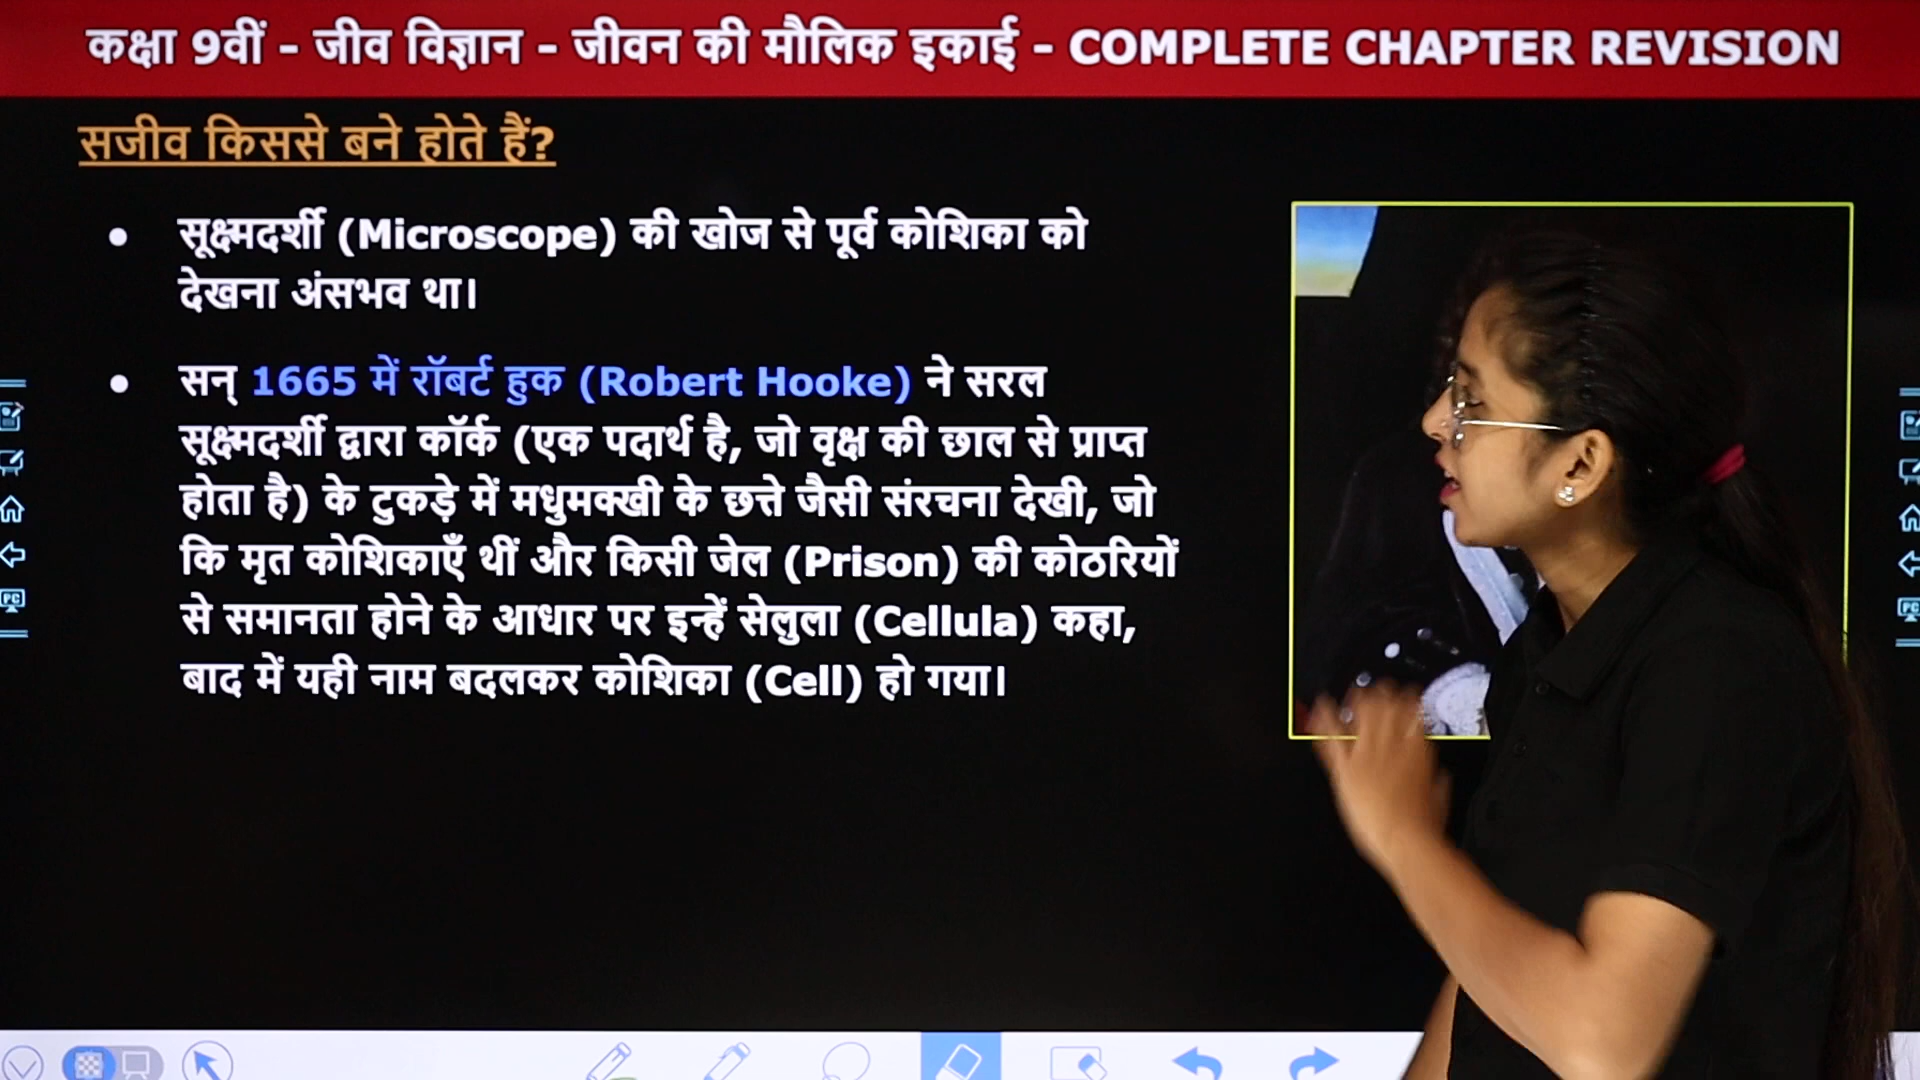 कक्षा 9वीं - जीव विज्ञान - जीवन की मौलिक इकाई - COMPLETE CHAPTER REVISION
सजीव किससे बने होते हैं?
• सूक्ष्मदर्शी (Microscope) की खोज से पूर्व कोशिका को
देखना अंसभव था।
• सन् 1665 में रॉबर्ट हुक (Robert Hooke) ने सरल
सूक्ष्मदर्शी द्वारा कॉर्क (एक पदार्थ है, जो वृक्ष की छाल से प्राप्त
होता है) के टुकड़े में मधुमक्खी के छत्ते जैसी संरचना देखी, जो
कि मृत कोशिकाएँ थीं और किसी जेल (Prison) की कोठरियों
से समानता होने के आधार पर इन्हें सेलुला (Cellula) कहा,
बाद में यही नाम बदलकर कोशिका (Cell) हो गया।
PC
PC